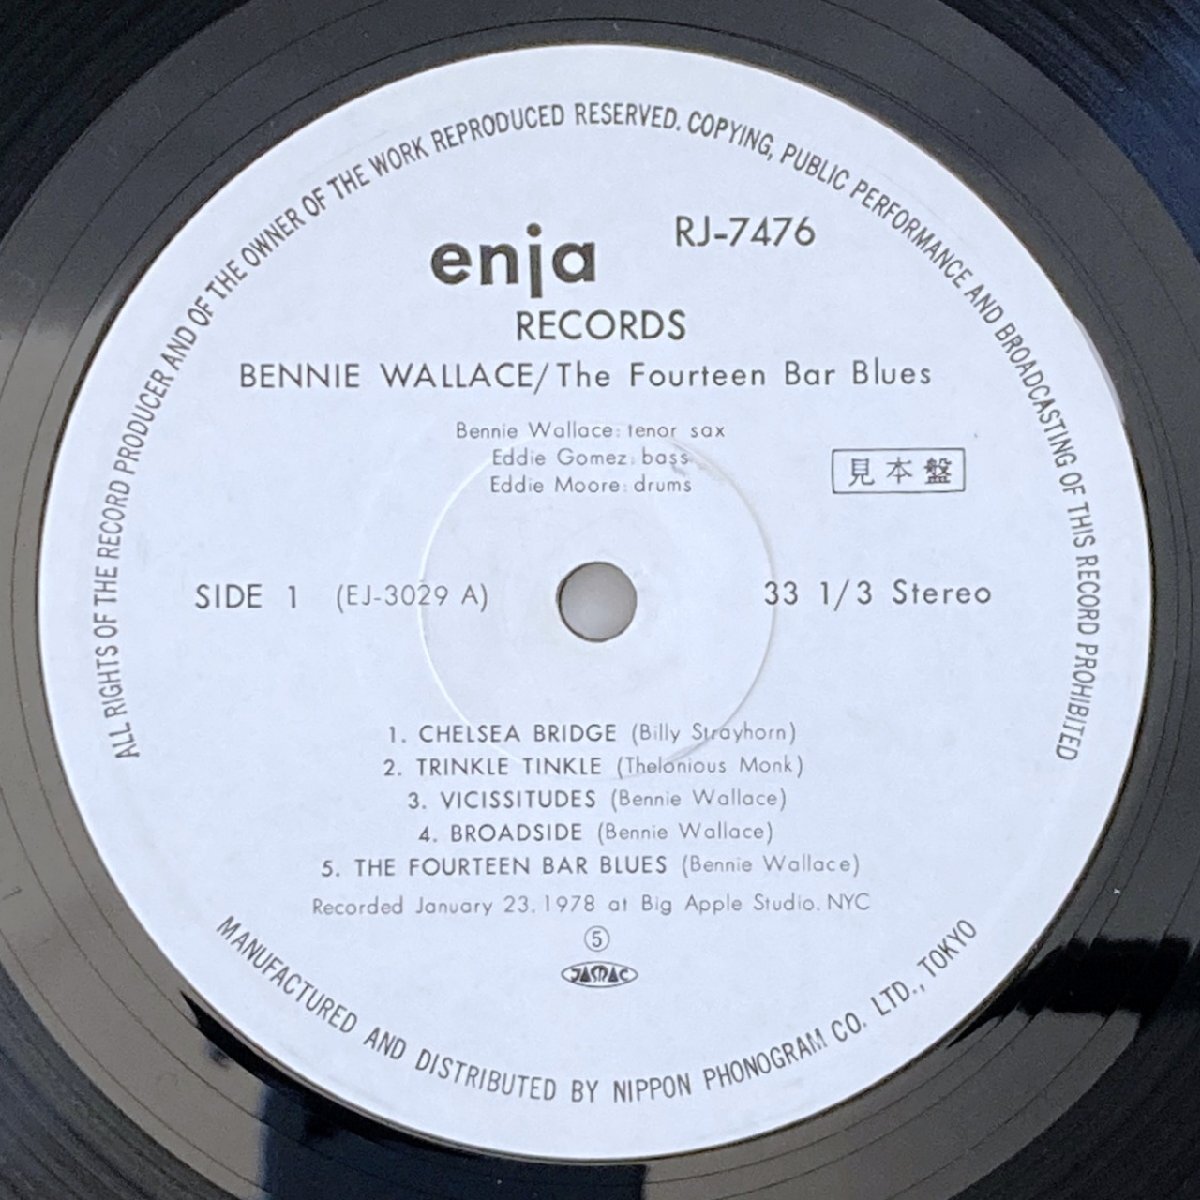 ALL RIGHTS OF THE RECORD PRODUCER AND OF THE OWNER OF THE WORK REPRODUCED RESERVED. COPYING, PUBLIC PERFORMANCE AND BROADCASTING OF THIS RECORD PROHIBITED
enja
RJ-7476
RECORDS
BENNIE WALLACE/The Fourteen Bar Blues
Bennie Wallace: tenor sax
Eddie Gomez: bass
Eddie Moore: drums
見本盤
SIDE 1 (EJ-3029 A)
33 1/3 Stereo
1. CHELSEA BRIDGE (Billy Strayhorn)
2. TRINKLE TINKLE (Thelonious Monk)
3. VICISSITUDES (Bennie Wallace)
4. BROADSIDE (Bennie Wallace)
5. THE FOURTEEN BAR BLUES (Bennie Wallace)
Recorded January 23, 1978 at Big Apple Studio, NYC
⑤
JASRAC
MANUFACTURED AND DISTRIBUTED BY NIPPON PHONOGRAM CO. LTD., TOKYO